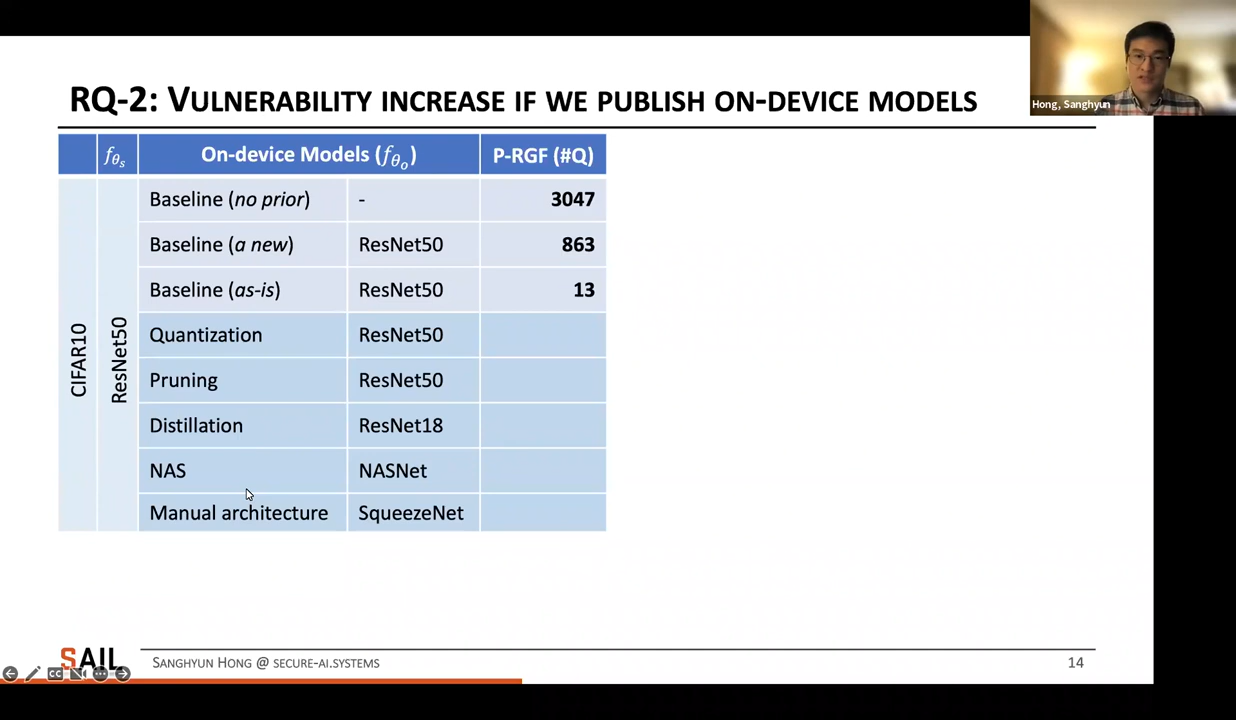 RQ-2: VULNERABILITY INCREASE IF WE PUBLISH ON-DEVICE MODELS
Hong, Sanghyun
fθs On-device Models (fθo) P-RGF (#Q)
CIFAR10
ResNet50
Baseline (no prior) - 3047
Baseline (a new) ResNet50 863
Baseline (as-is) ResNet50 13
Quantization ResNet50
Pruning ResNet50
Distillation ResNet18
NAS NASNet
Manual architecture SqueezeNet
SAIL SANGHYUN HONG @ SECURE-AI.SYSTEMS 14
CC